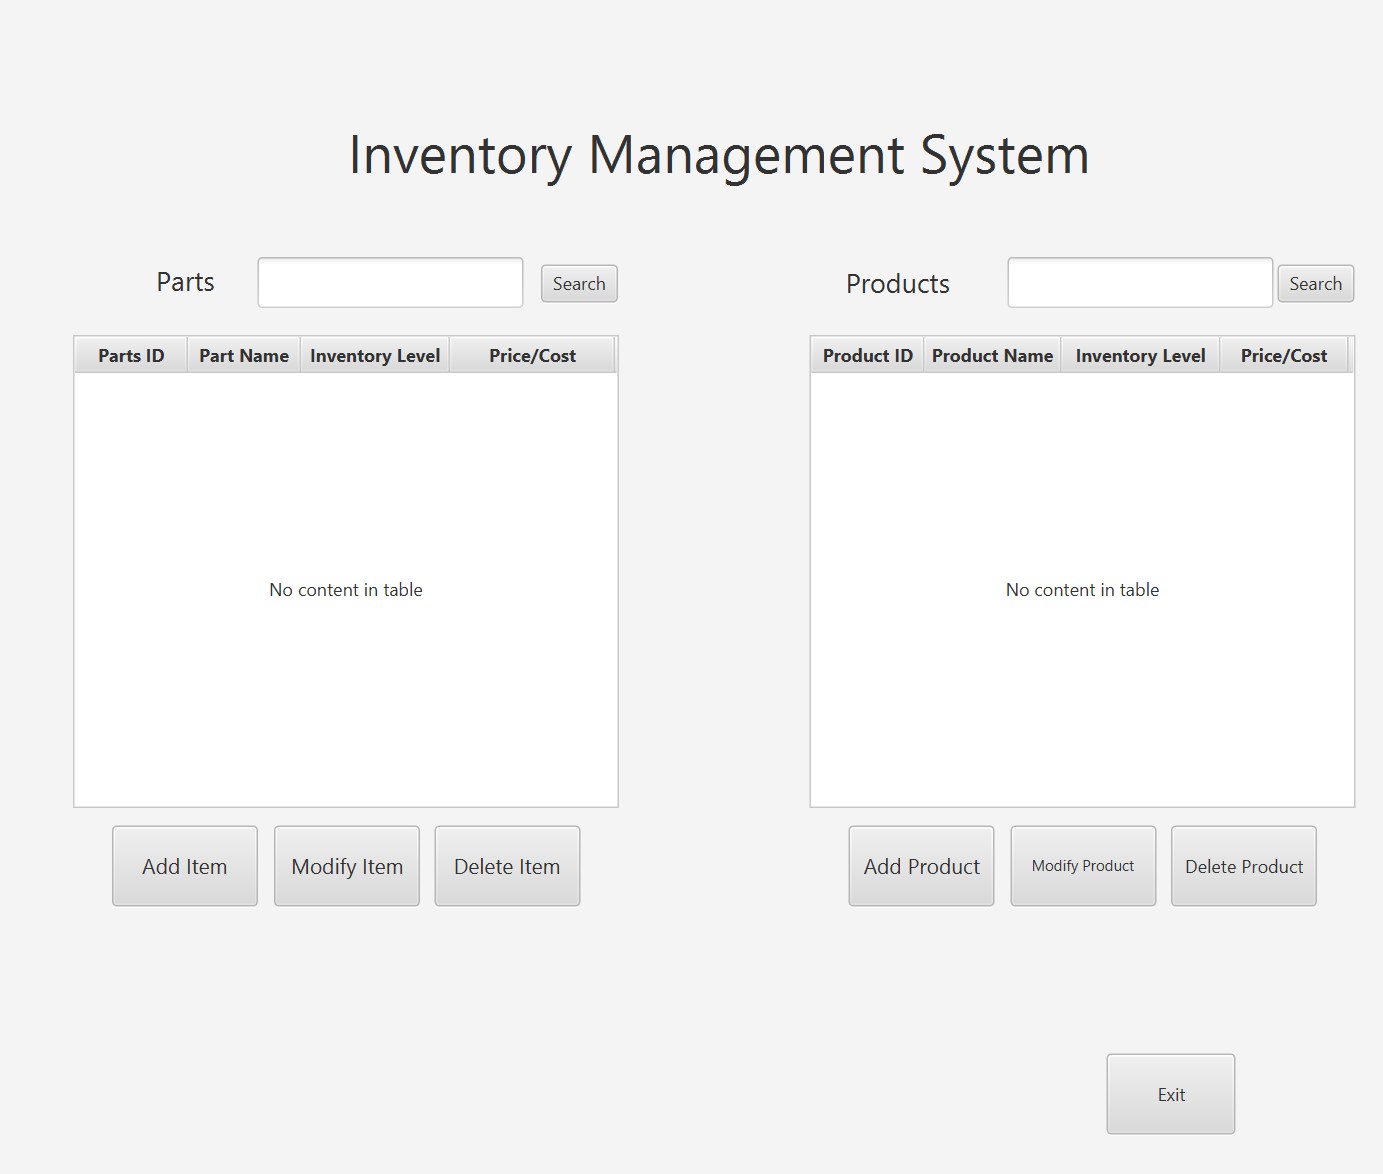 Inventory Management System
Parts
Search
Products
Search
Parts ID Part Name Inventory Level Price/Cost
Product ID Product Name Inventory Level Price/Cost
No content in table
No content in table
Add Item Modify Item Delete Item
Add Product Modify Product Delete Product
Exit